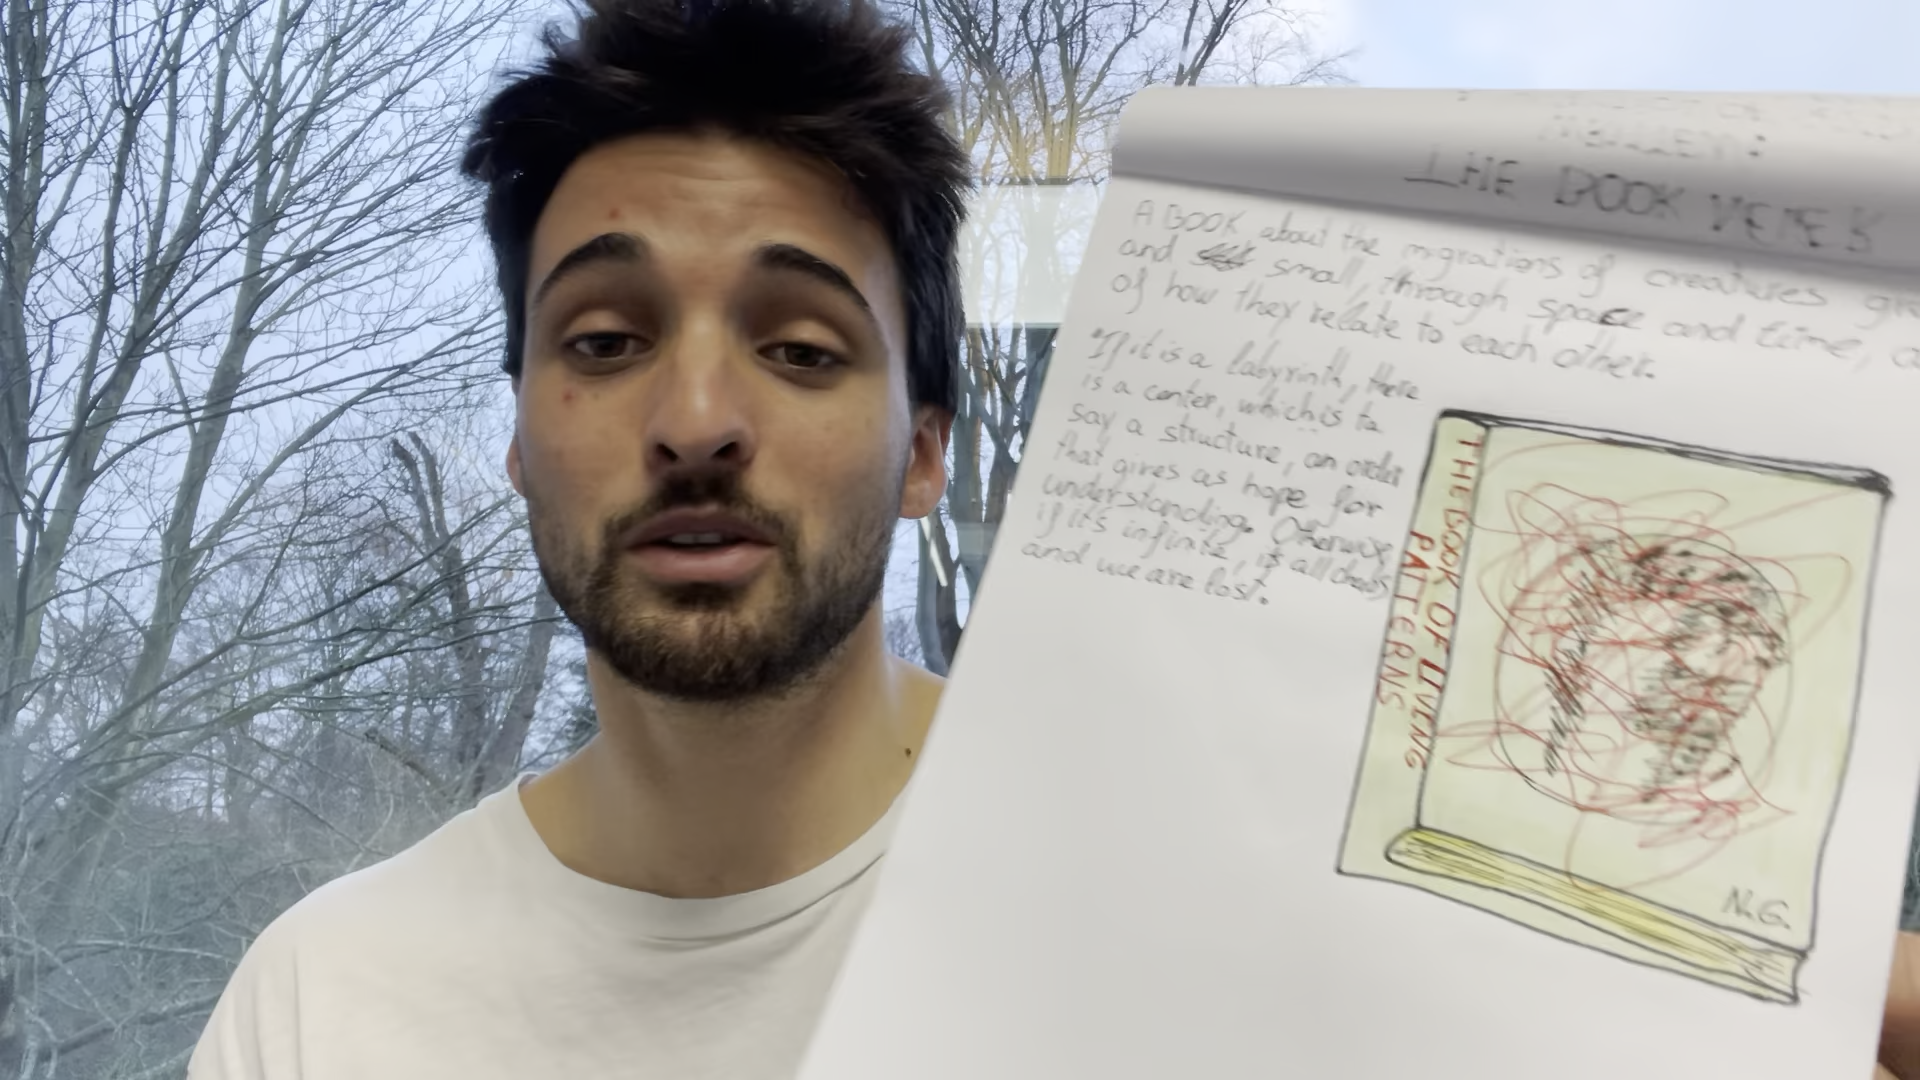 THE BOOK
A BOOK about the migrations of creatures
and small, through space and time,
of how they relate to each other.
"If it is a labyrinth, there
is a center, which is to
say a structure, an order
that gives as hope for
understanding. Otherwise,
if it's infinite, it's all chaos
and we are lost.
THE BOOK OF LIVING
PATTERNS
N.G.